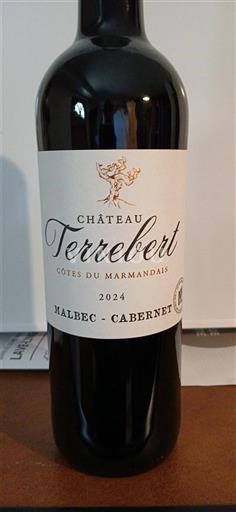 CHÂTEAU
Terrebert
CÔTES DU MARMANDAIS
2024
MALBEC - CABERNET